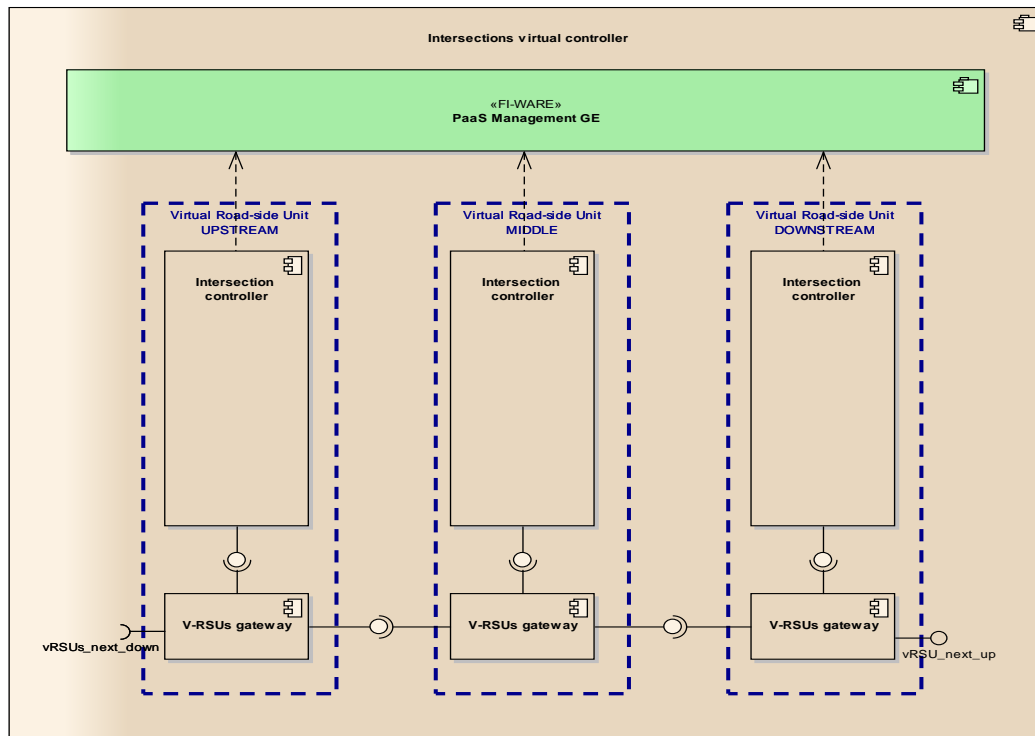 Intersections virtual controller
«FI-WARE»
PaaS Management GE
Virtual Road-side Unit
UPSTREAM
Virtual Road-side Unit
MIDDLE
Virtual Road-side Unit
DOWNSTREAM
Intersection
controller
Intersection
controller
Intersection
controller
V-RSUs gateway
V-RSUs gateway
V-RSUs gateway
vRSUs_next_down
vRSU_next_up